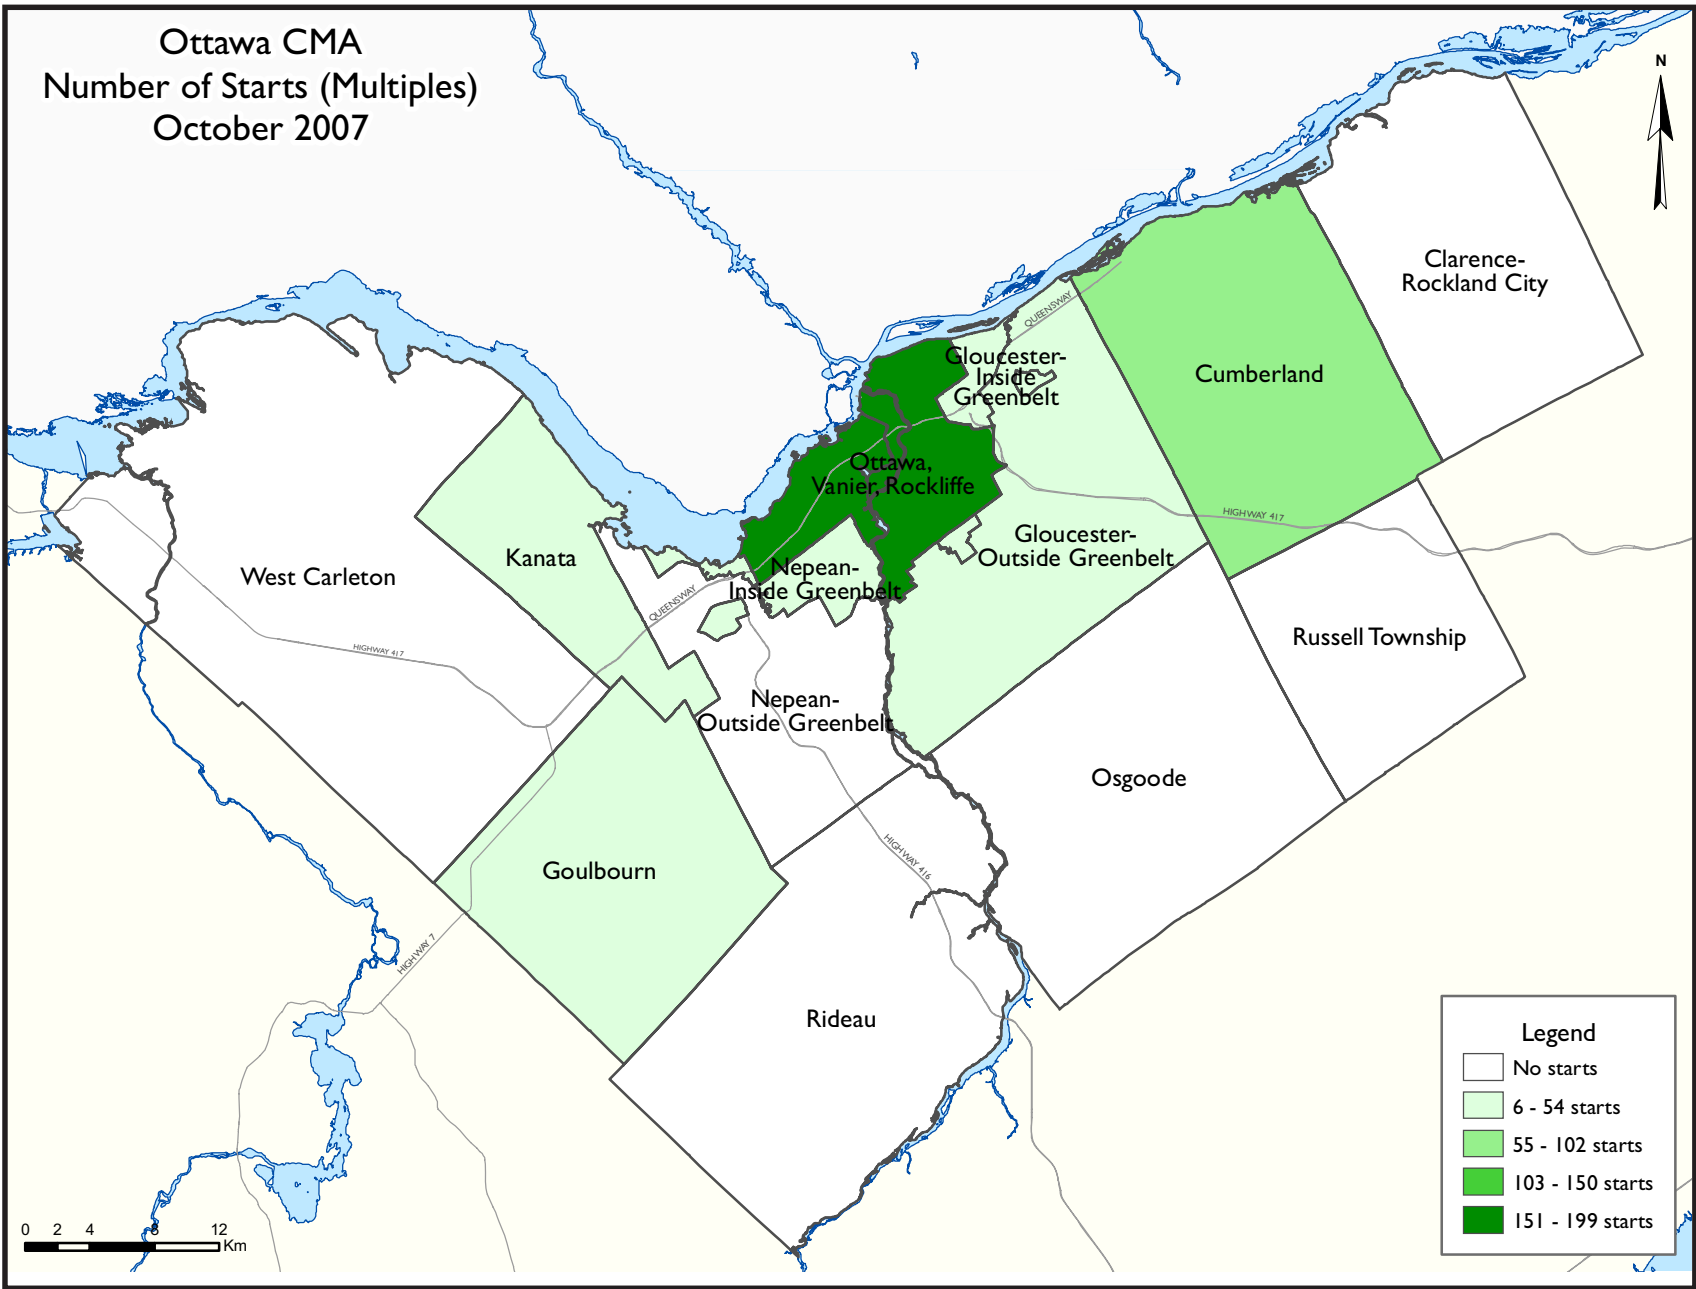 Ottawa CMA
Number of Starts (Multiples)
October 2007
N
Clarence-
Rockland City
QUEENSWAY
Gloucester-
Inside
Greenbelt
Cumberland
Ottawa,
Vanier, Rockliffe
HIGHWAY 417
Gloucester-
Outside Greenbelt
Kanata
West Carleton
Nepean-
Inside Greenbelt
QUEENSWAY
Russell Township
HIGHWAY 417
Nepean-
Outside Greenbelt
Osgoode
HIGHWAY 416
Goulbourn
HIGHWAY 7
Rideau
Legend
No starts
6 - 54 starts
55 - 102 starts
103 - 150 starts
151 - 199 starts
0 2 4 8 12
Km